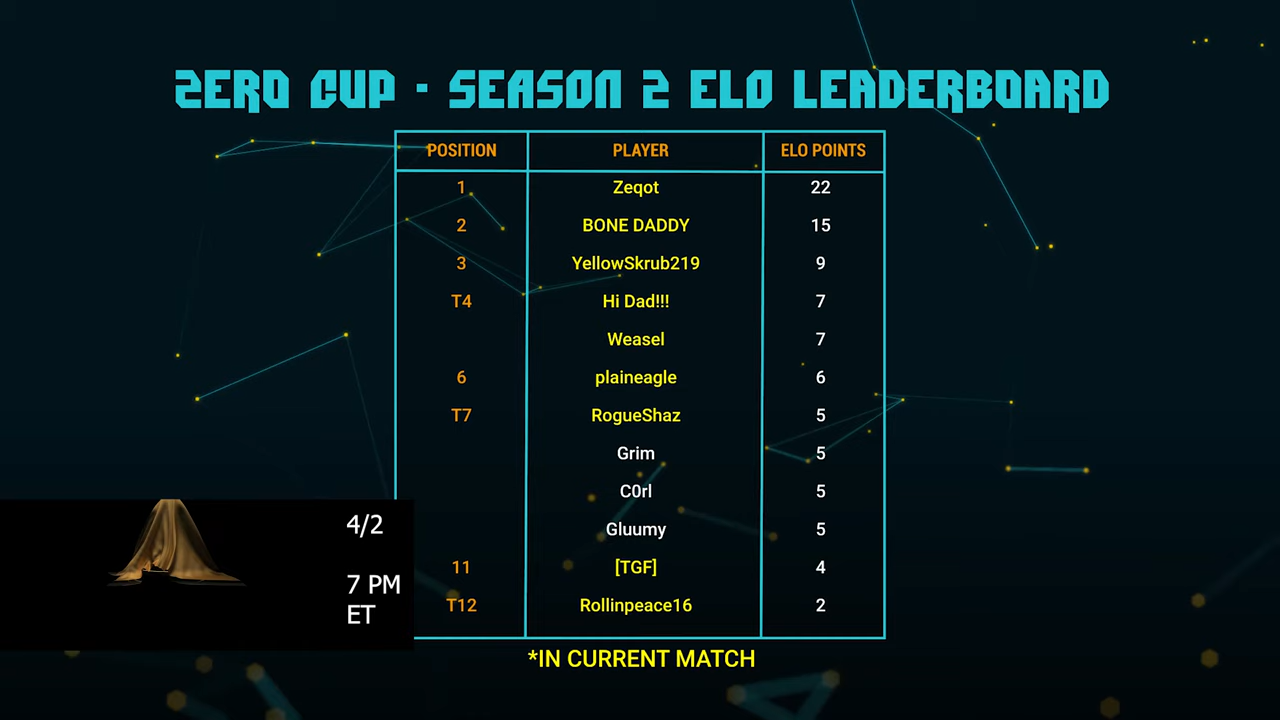 ZERO CUP - SEASON 2 ELO LEADERBOARD
POSITION PLAYER ELO POINTS
1 Zeqot 22
2 BONE DADDY 15
3 YellowSkrub219 9
T4 Hi Dad!!! 7
Weasel 7
6 plaineagle 6
T7 RogueShaz 5
Grim 5
C0rl 5
Gluumy 5
11 [TGF] 4
T12 Rollinpeace16 2
*IN CURRENT MATCH
4/2
7 PM
ET